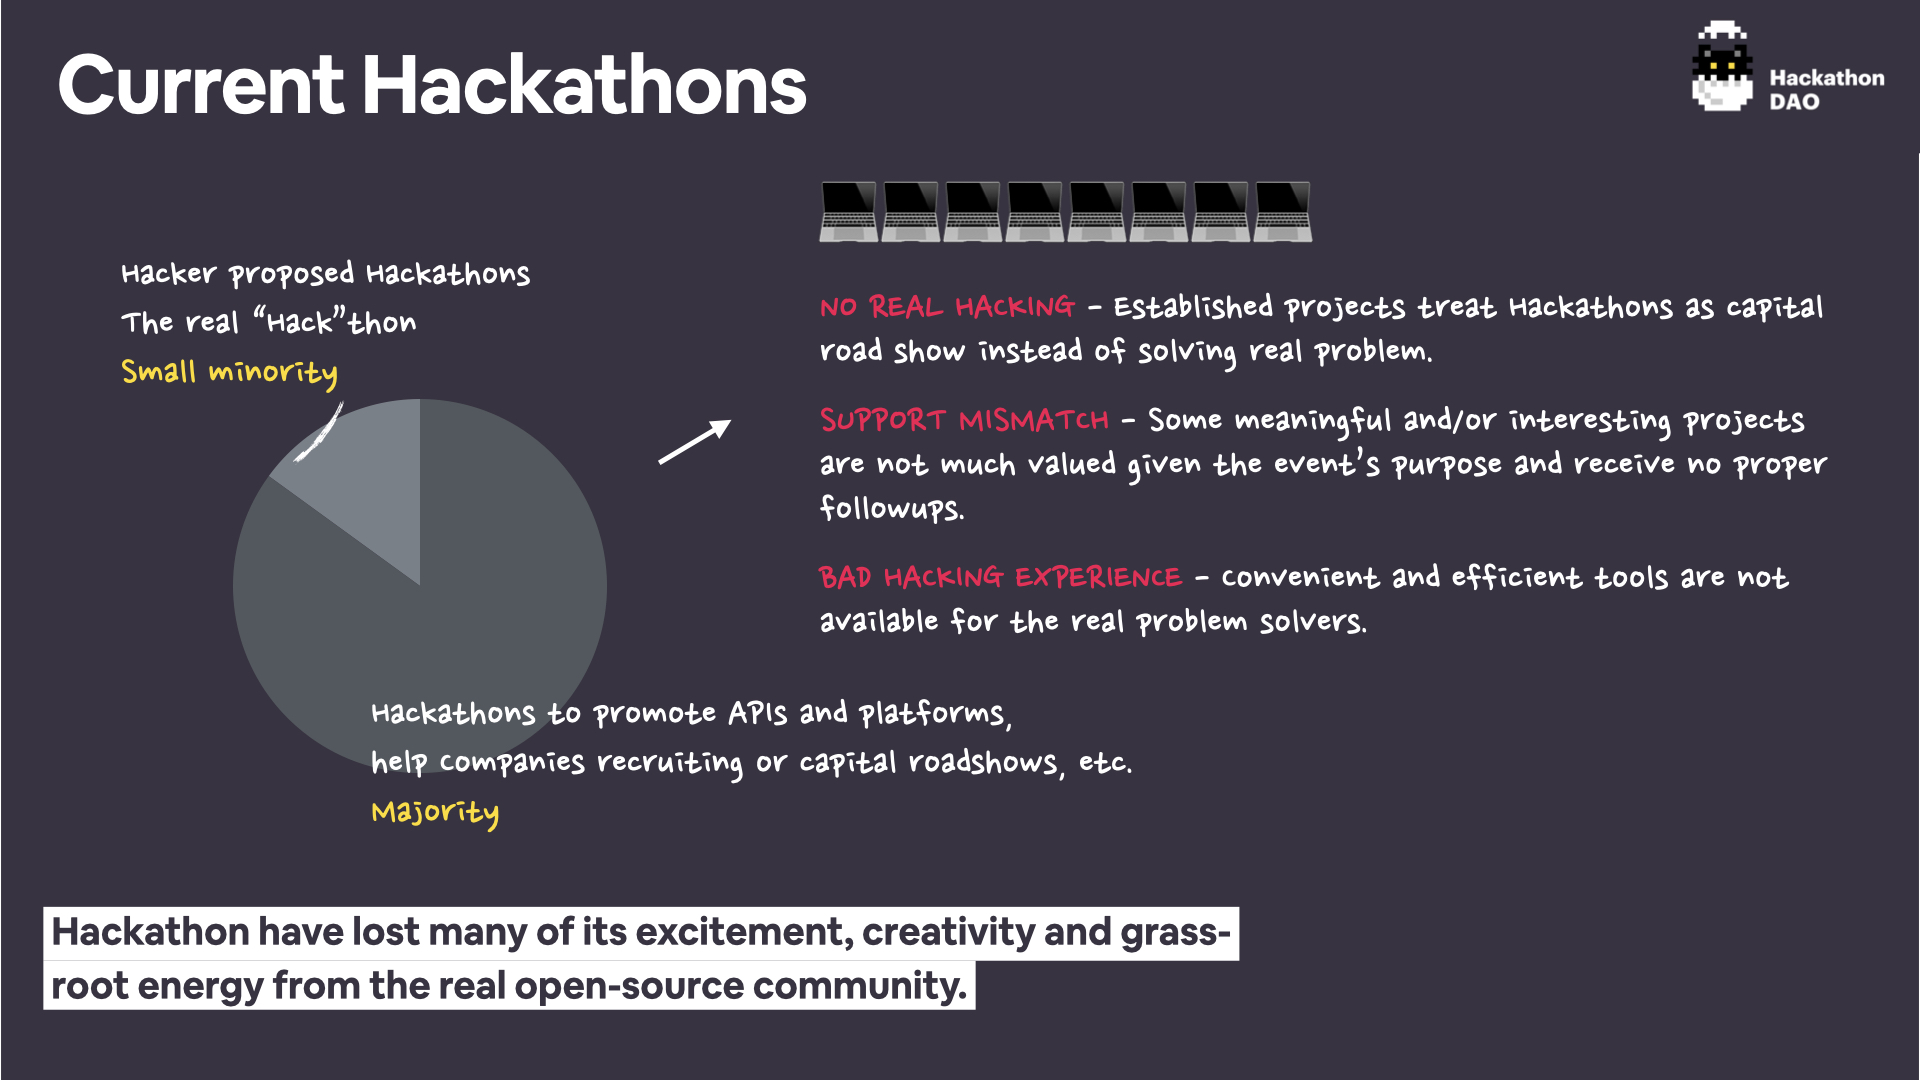 Current Hackathons
Hackathon
DAO
Hacker proposed Hackathons
The real “Hack”thon
Small minority
NO REAL HACKING - Established projects treat Hackathons as capital
road show instead of solving real problem.
SUPPORT MISMATCH - Some meaningful and/or interesting projects
are not much valued given the event's purpose and receive no proper
followups.
BAD HACKING EXPERIENCE - convenient and efficient tools are not
available for the real problem solvers.
Hackathons to promote APIs and platforms,
help companies recruiting or capital roadshows, etc.
Majority
Hackathon have lost many of its excitement, creativity and grass-
root energy from the real open-source community.